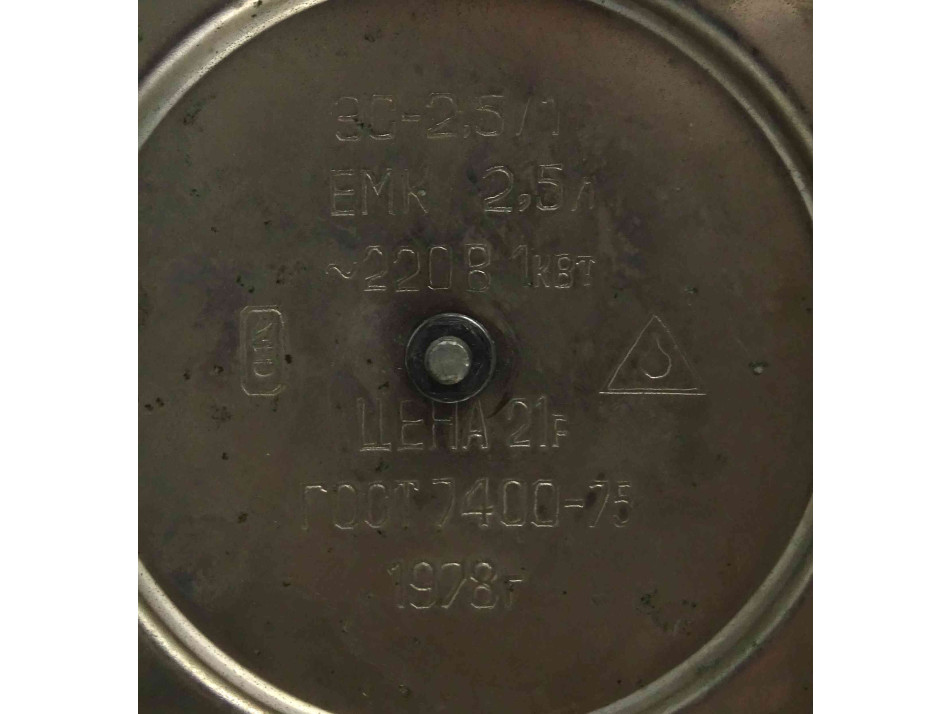 ЭС-2,5/1
ЕМК 2,5л
~220В 1кВт
ЦЕНА 21р
ГОСТ 7400-75
1978г